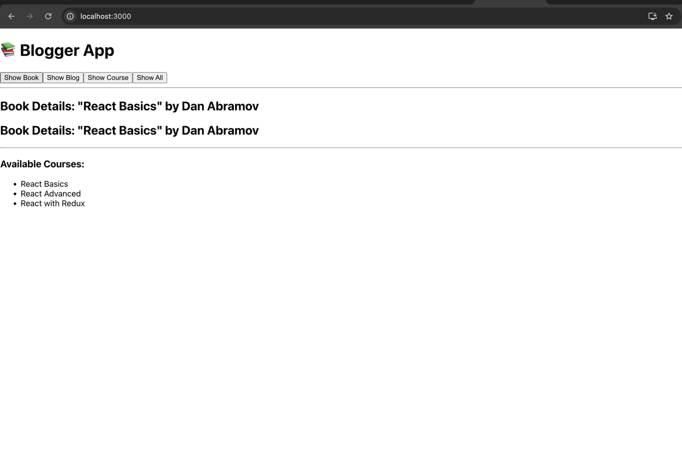 localhost:3000
Blogger App
Show Book Show Blog Show Course Show All
Book Details: "React Basics" by Dan Abramov
Book Details: "React Basics" by Dan Abramov
Available Courses:
React Basics
React Advanced
React with Redux